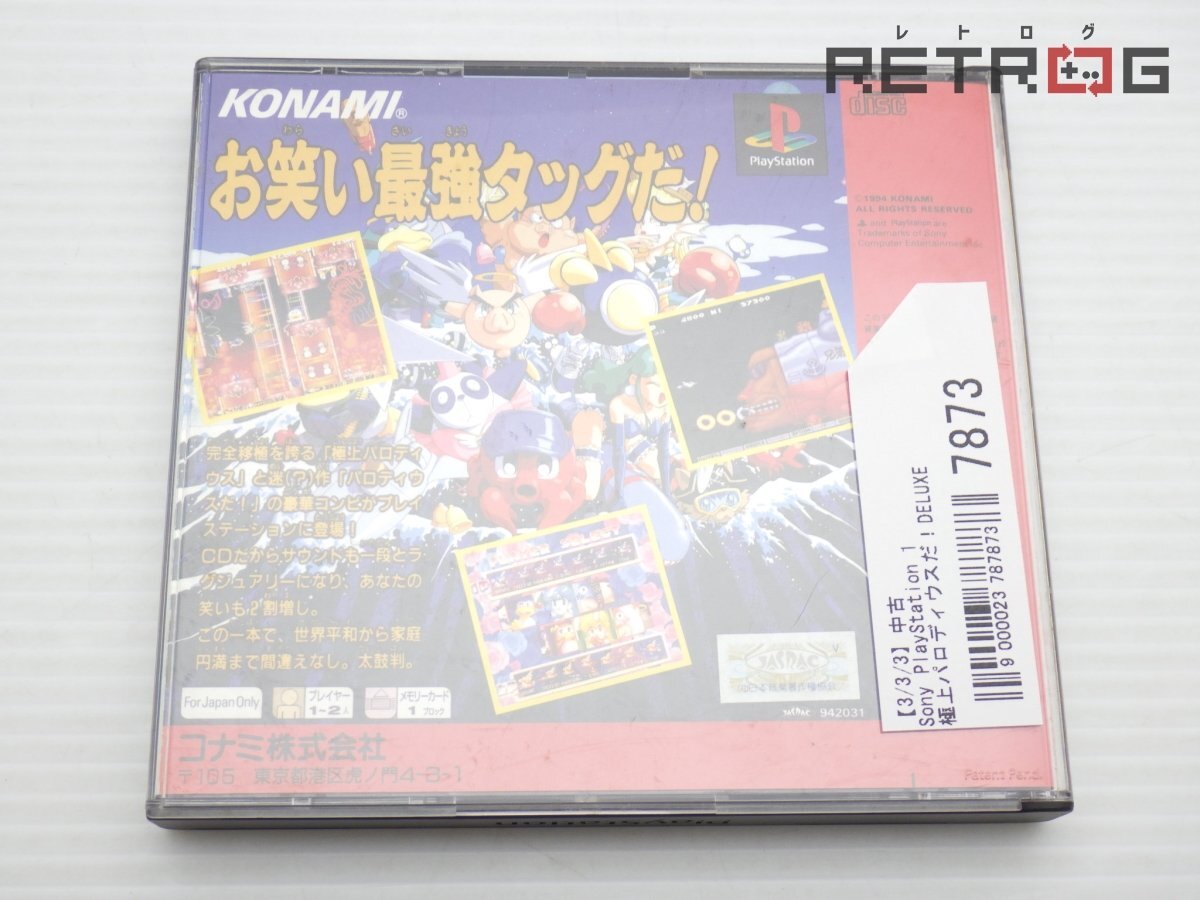 レトログ
RETROG
KONAMI®
わら さい きょう
お笑い最強タッグだ!
PlayStation
disc
©1994 KONAMI
ALL RIGHTS RESERVED
and PlayStation are
Trademarks of Sony
Computer Entertainment Inc.
4800 M1 57300
完全移植を誇る「極上パロディ
ウス」と迷(?)作「パロディウ
スだ!」の豪華コンビがプレイ
ステーションに登場!
CDだからサウンドも一段とラ
グジュアリーになり、あなたの
笑いも2割増し。
この一本で、世界平和から家庭
円満まで間違えなし。太鼓判。
For Japan Only
プレイヤー
1~2人
メモリーカード
1ブロック
JASRAC
JASRAC 942031
コナミ株式会社
〒105 東京都港区虎ノ門4-3-1
Patent Pend.
【3/3/3】中古
Sony PlayStation 1
極上パロディウスだ! DELUXE
7873
9 000023 787873
PlayStation